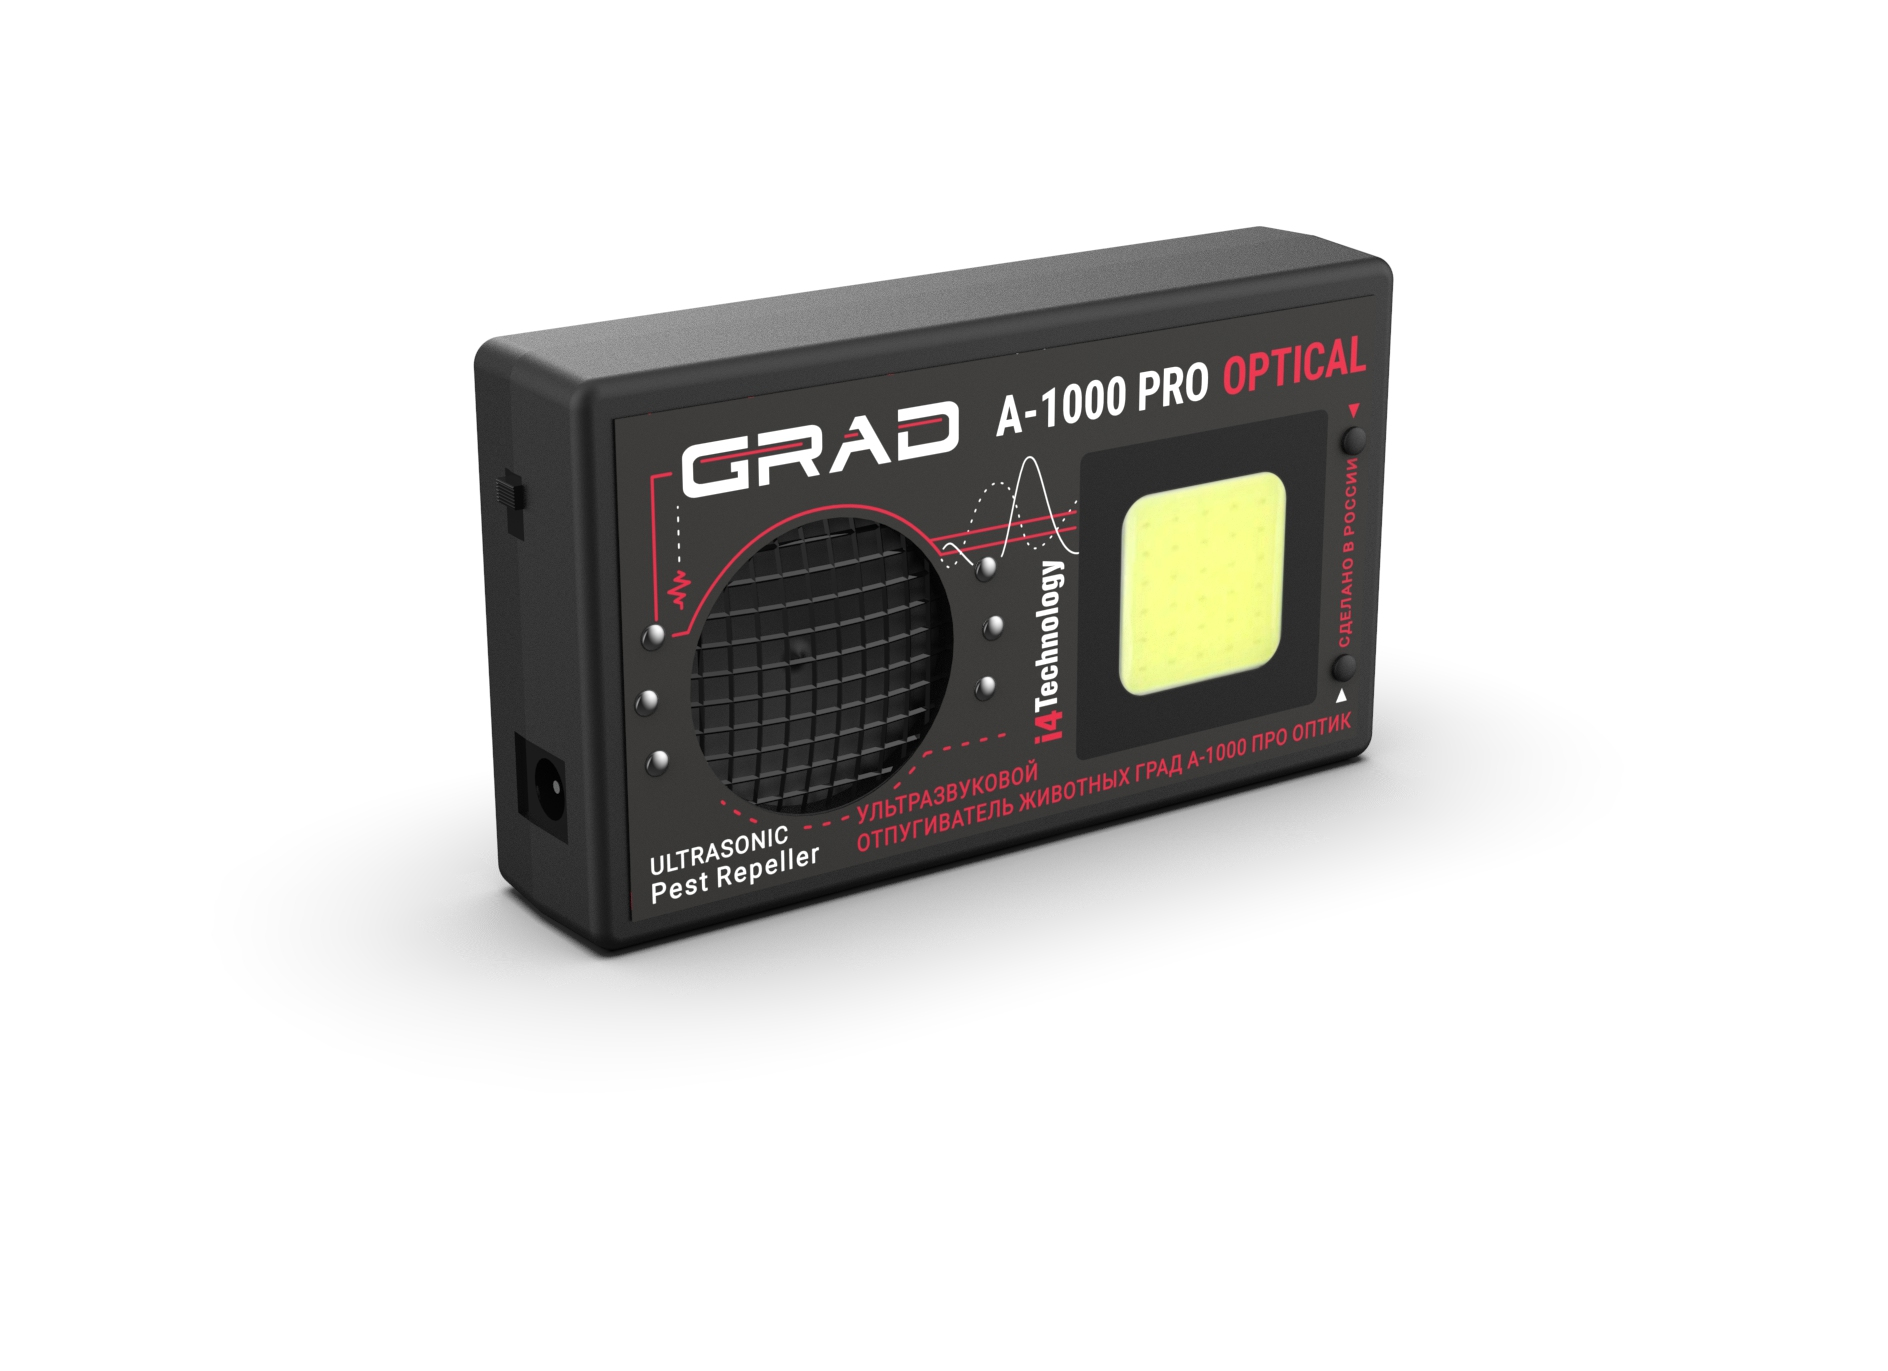 GRAD A-1000 PRO OPTICAL
i4Technology
СДЕЛАНО В РОССИИ
УЛЬТРАЗВУКОВОЙ
ОТПУГИВАТЕЛЬ ЖИВОТНЫХ ГРАД А-1000 ПРО ОПТИК
ULTRASONIC
Pest Repeller